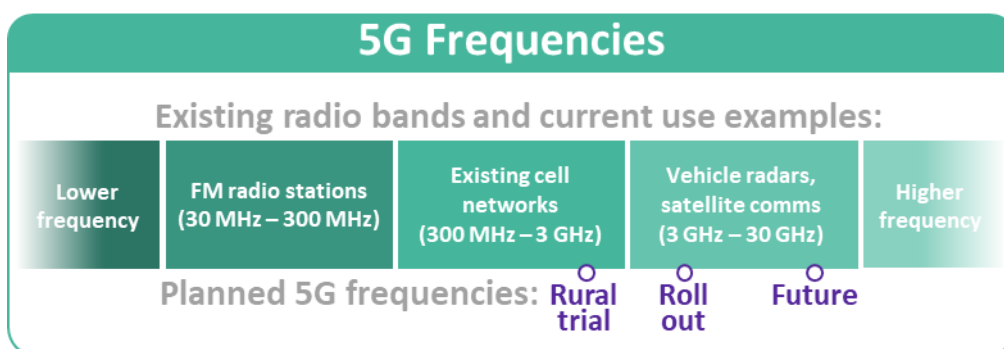 5G Frequencies
Existing radio bands and current use examples:
Lower
frequency
FM radio stations
(30 MHz – 300 MHz)
Existing cell
networks
(300 MHz – 3 GHz)
Vehicle radars,
satellite comms
(3 GHz – 30 GHz)
Higher
frequency
Planned 5G frequencies:
Rural
trial
Roll
out
Future